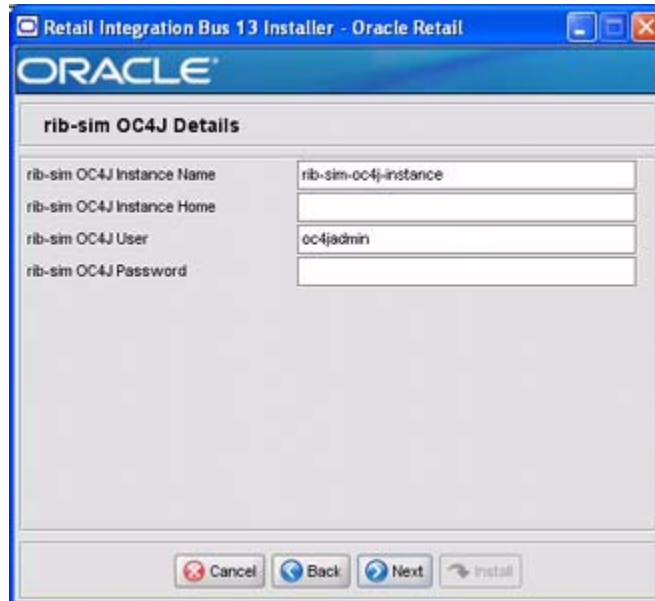 Retail Integration Bus 13 Installer - Oracle Retail
ORACLE
rib-sim OC4J Details
rib-sim OC4J Instance Name rib-sim-oc4j-instance
rib-sim OC4J Instance Home
rib-sim OC4J User oc4jadmin
rib-sim OC4J Password
Cancel Back Next Install